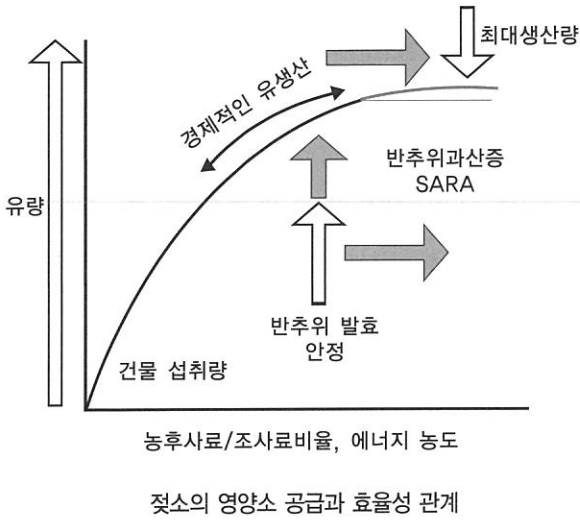 최대생산량
경제적인 유생산
반추위과산증
SARA
유량
반추위 발효
안정
건물 섭취량
농후사료/조사료비율, 에너지 농도
젖소의 영양소 공급과 효율성 관계